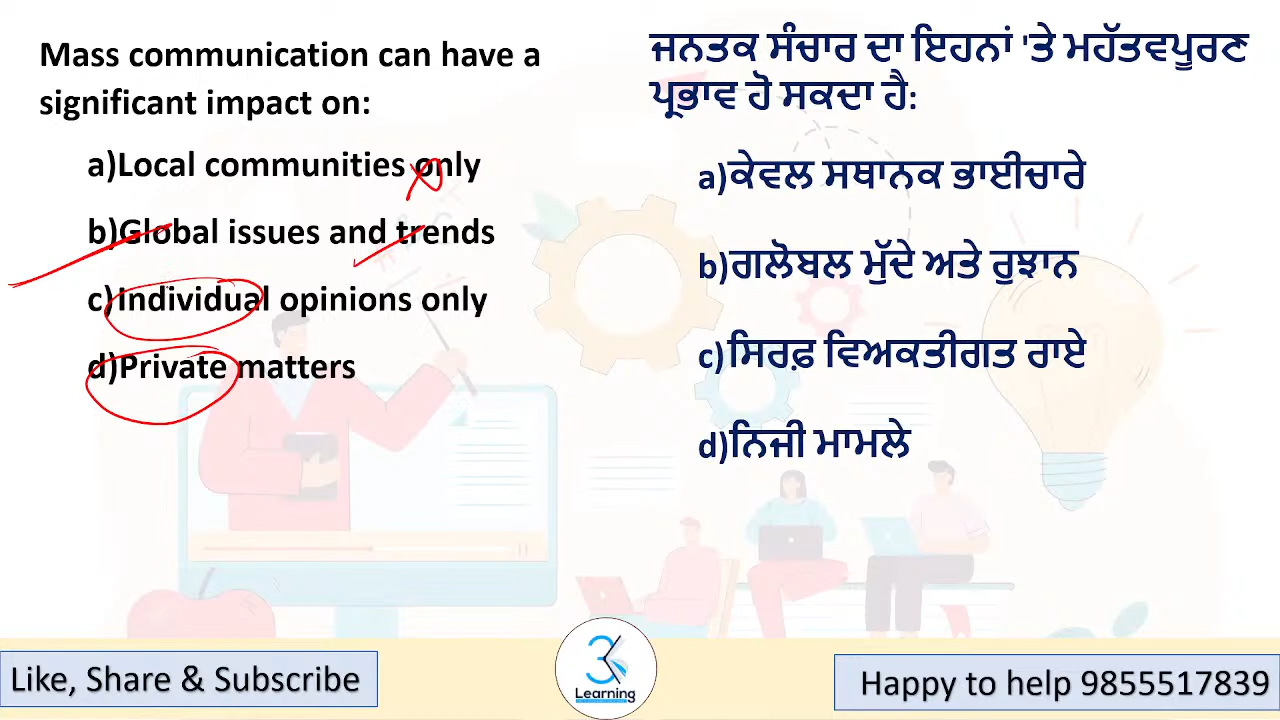 Mass communication can have a
significant impact on:
a)Local communities only
b)Global issues and trends
c)Individual opinions only
d)Private matters
ਜਨਤਕ ਸੰਚਾਰ ਦਾ ਇਹਨਾਂ 'ਤੇ ਮਹੱਤਵਪੂਰਣ
ਪ੍ਰਭਾਵ ਹੋ ਸਕਦਾ ਹੈ:
a)ਕੇਵਲ ਸਥਾਨਕ ਭਾਈਚਾਰੇ
b)ਗਲੋਬਲ ਮੁੱਦੇ ਅਤੇ ਰੁਝਾਨ
c)ਸਿਰਫ਼ ਵਿਅਕਤੀਗਤ ਰਾਏ
d)ਨਿਜੀ ਮਾਮਲੇ
Like, Share & Subscribe
3
Learning
Happy to help 9855517839